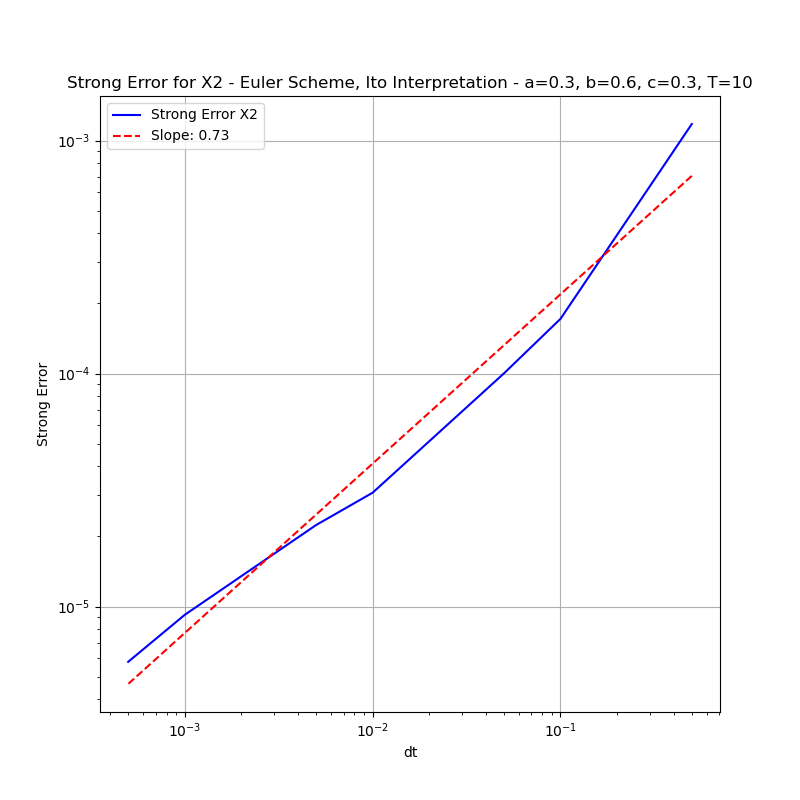 Strong Error for X2 - Euler Scheme, Ito Interpretation - a=0.3, b=0.6, c=0.3, T=10
Strong Error X2
Slope: 0.73
10⁻³
10⁻⁴
10⁻⁵
Strong Error
10⁻³
10⁻²
10⁻¹
dt